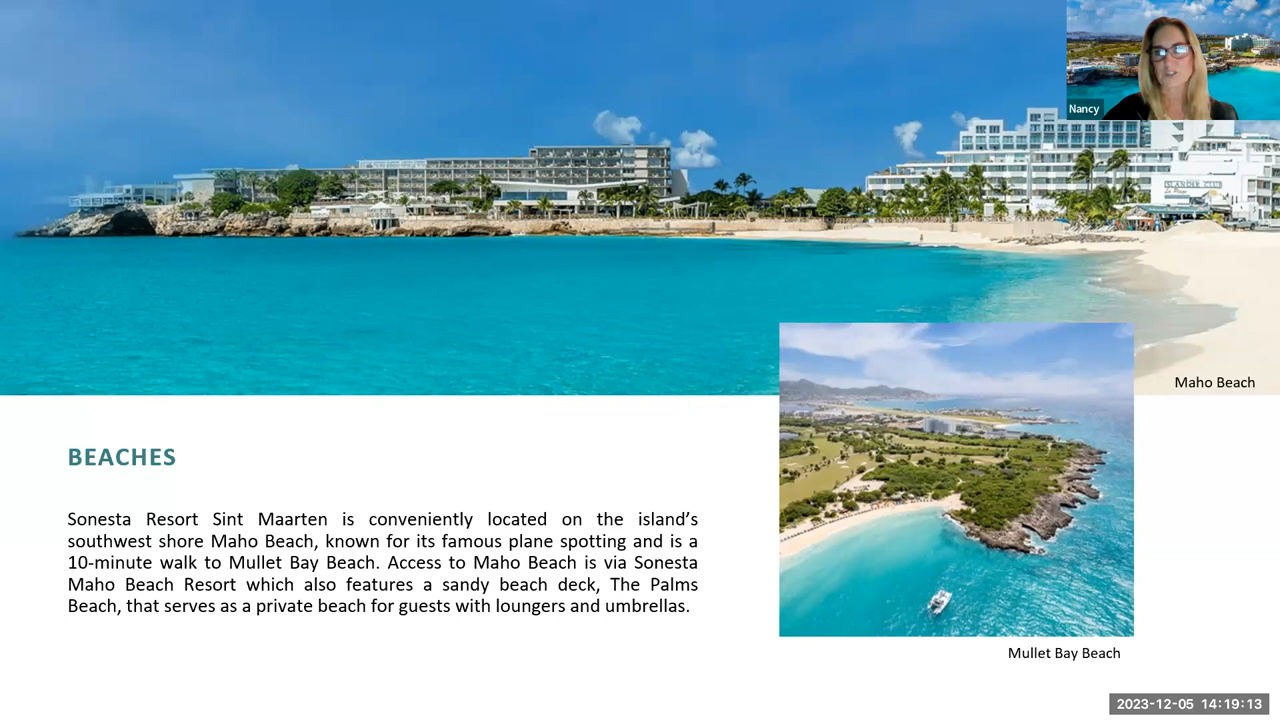 Nancy
Maho Beach
BEACHES
Sonesta Resort Sint Maarten is conveniently located on the island's
southwest shore Maho Beach, known for its famous plane spotting and is a
10-minute walk to Mullet Bay Beach. Access to Maho Beach is via Sonesta
Maho Beach Resort which also features a sandy beach deck, The Palms
Beach, that serves as a private beach for guests with loungers and umbrellas.
Mullet Bay Beach
2023-12-05 14:19:13